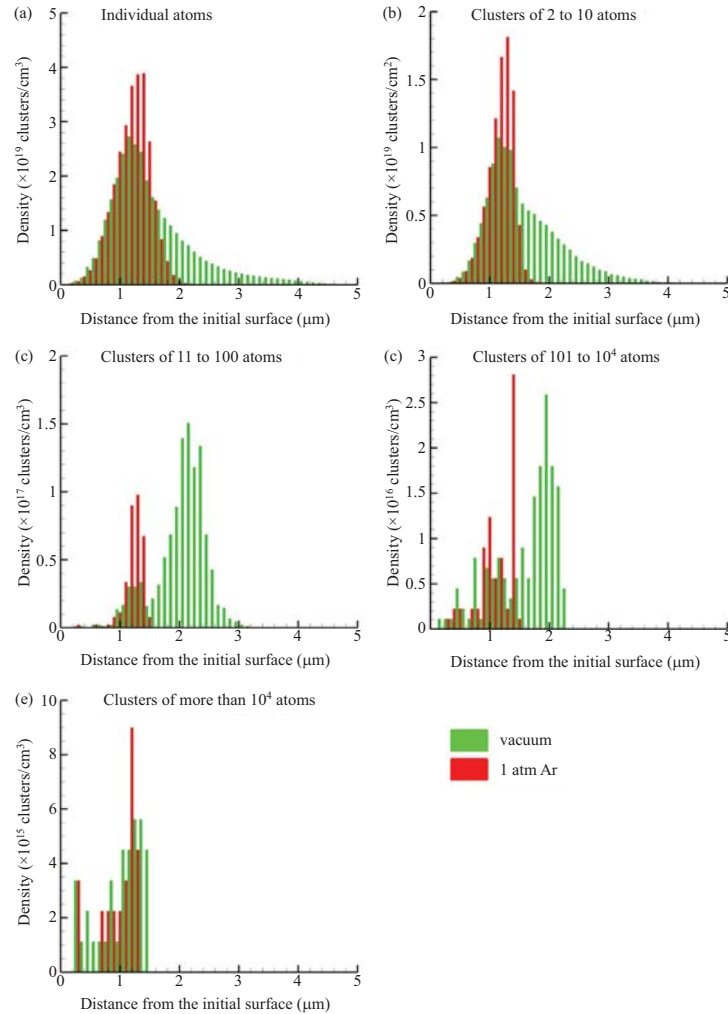 (a) Individual atoms
5
4
3
2
1
0
Density (×10¹⁹ clusters/cm³)
0 1 2 3 4 5
Distance from the initial surface (μm)
(b) Clusters of 2 to 10 atoms
2
1.5
1
0.5
0
Density (×10¹⁹ clusters/cm²)
0 1 2 3 4 5
Distance from the initial surface (μm)
(c) Clusters of 11 to 100 atoms
2
1.5
1
0.5
0
Density (×10¹⁷ clusters/cm³)
0 1 2 3 4 5
Distance from the initial surface (μm)
(c) Clusters of 101 to 10⁴ atoms
3
2.5
2
1.5
1
0.5
0
Density (×10¹⁶ clusters/cm³)
0 1 2 3 4 5
Distance from the initial surface (μm)
(e) Clusters of more than 10⁴ atoms
10
8
6
4
2
0
Density (×10¹⁵ clusters/cm³)
0 1 2 3 4 5
Distance from the initial surface (μm)
vacuum
1 atm Ar